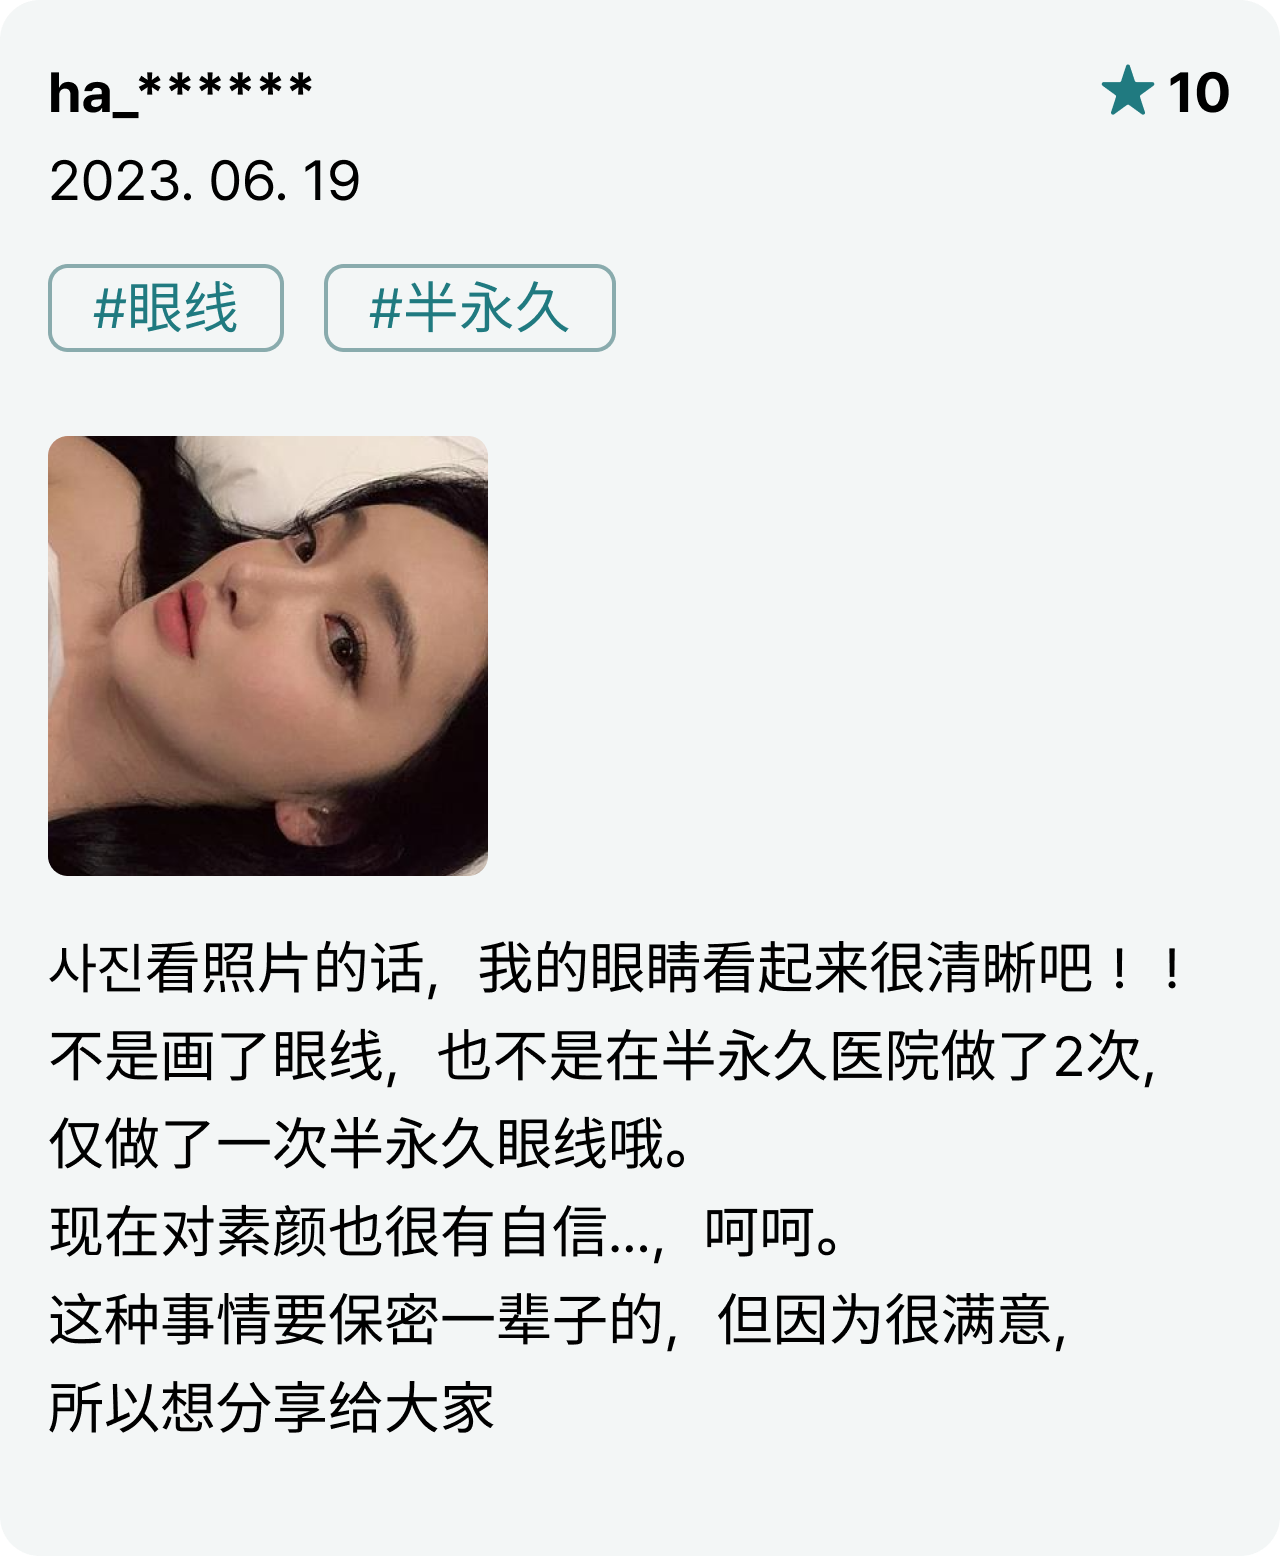 ha_******
★ 10
2023. 06. 19
#眼线 #半永久
사진看照片的话，我的眼睛看起来很清晰吧！！
不是画了眼线，也不是在半永久医院做了2次,
仅做了一次半永久眼线哦。
现在对素颜也很有自信...，呵呵。
这种事情要保密一辈子的，但因为很满意,
所以想分享给大家